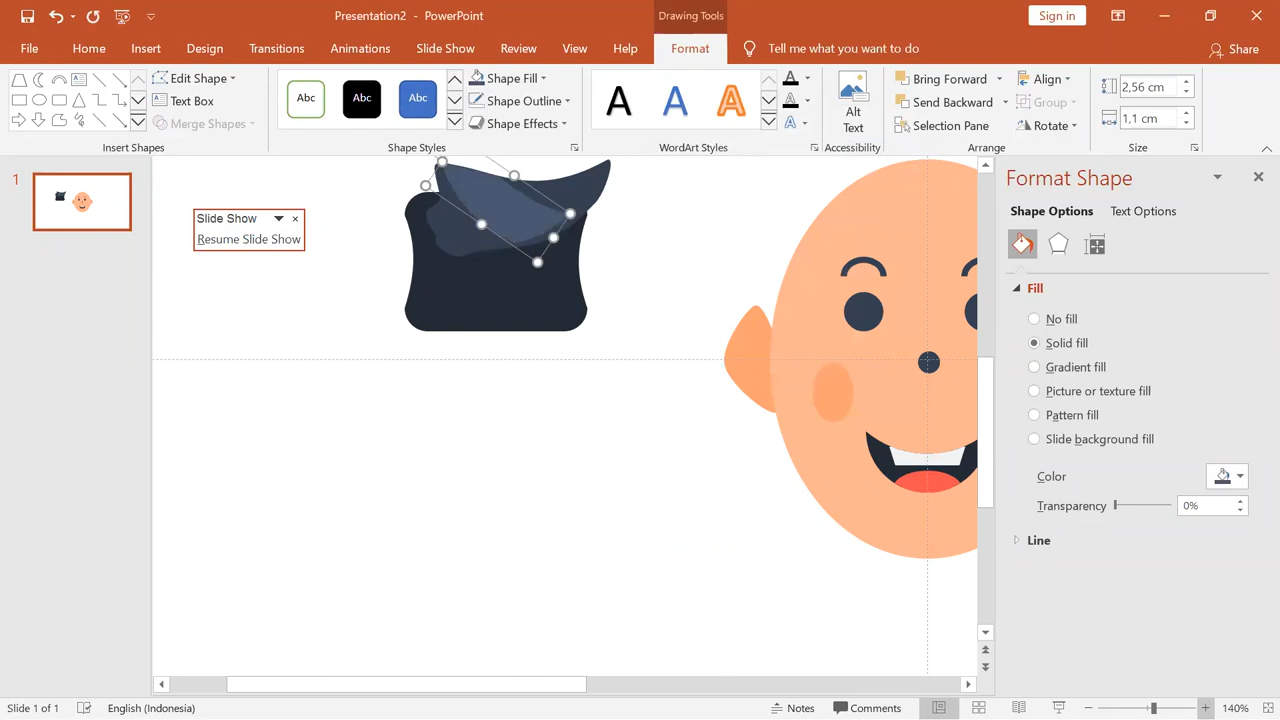 Presentation2 - PowerPoint
Drawing Tools
Sign in
File
Home
Insert
Design
Transitions
Animations
Slide Show
Review
View
Help
Format
Tell me what you want to do
Share
Edit Shape
Text Box
Merge Shapes
Insert Shapes
Abc
Abc
Abc
Shape Fill
Shape Outline
Shape Effects
Shape Styles
A
A
A
A
A
A
WordArt Styles
Alt
Text
Accessibility
Bring Forward
Send Backward
Selection Pane
Align
Group
Rotate
Arrange
2,56 cm
1,1 cm
Size
1
Slide Show
Resume Slide Show
Format Shape
Shape Options
Text Options
Fill
No fill
Solid fill
Gradient fill
Picture or texture fill
Pattern fill
Slide background fill
Color
Transparency
0%
Line
Slide 1 of 1
English (Indonesia)
Notes
Comments
140%